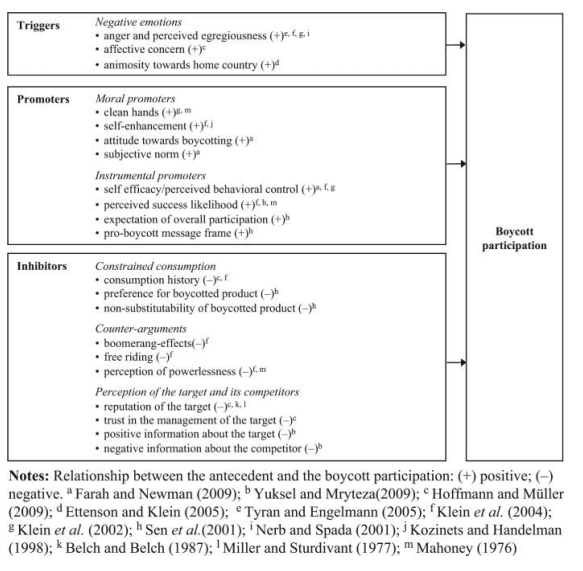 Triggers
Negative emotions
• anger and perceived egregiousness (+)e, f, g, i
• affective concern (+)c
• animosity towards home country (+)d
Promoters
Moral promoters
• clean hands (+)g, m
• self-enhancement (+)f, j
• attitude towards boycotting (+)a
• subjective norm (+)a
Instrumental promoters
• self efficacy/perceived behavioral control (+)a, f, g
• perceived success likelihood (+)f, h, m
• expectation of overall participation (+)h
• pro-boycott message frame (+)h
Inhibitors
Constrained consumption
• consumption history (–)c, f
• preference for boycotted product (–)h
• non-substitutability of boycotted product (–)h
Counter-arguments
• boomerang-effects(–)f
• free riding (–)f
• perception of powerlessness (–)f, m
Perception of the target and its competitors
• reputation of the target (–)c, k, l
• trust in the management of the target (–)c
• positive information about the target (–)b
• negative information about the competitor (–)b
Boycott
participation
Notes: Relationship between the antecedent and the boycott participation: (+) positive; (–)
negative. a Farah and Newman (2009); b Yuksel and Mryteza(2009); c Hoffmann and Müller
(2009); d Ettenson and Klein (2005); e Tyran and Engelmann (2005); f Klein et al. (2004);
g Klein et al. (2002); h Sen et al.(2001); i Nerb and Spada (2001); j Kozinets and Handelman
(1998); k Belch and Belch (1987); l Miller and Sturdivant (1977); m Mahoney (1976)